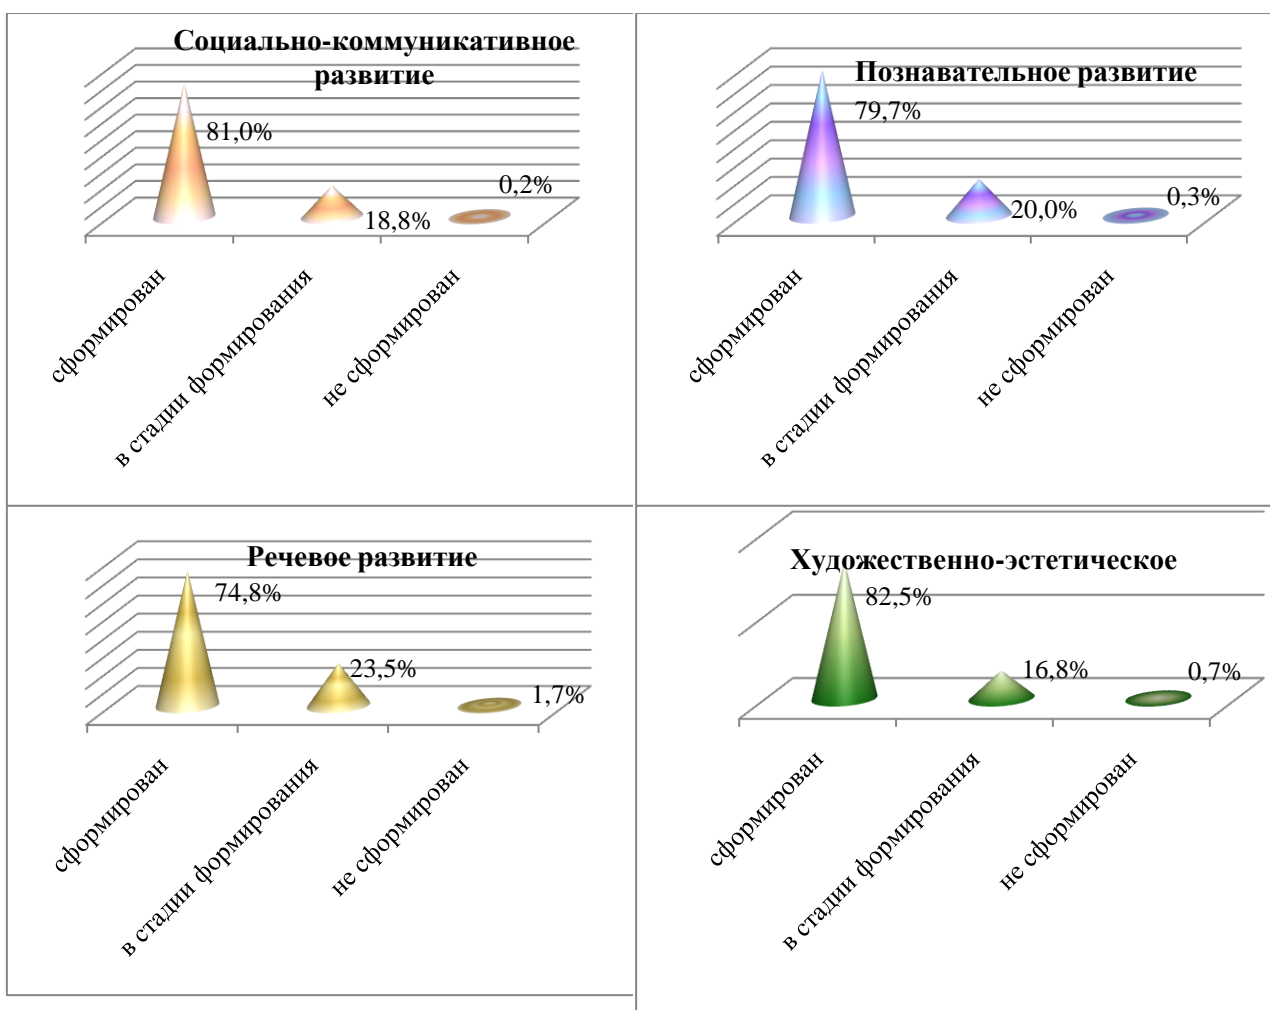 Социально-коммуникативное
развитие
81,0%
18,8%
0,2%
сформирован
в стадии формирования
не сформирован
Познавательное развитие
79,7%
20,0%
0,3%
сформирован
в стадии формирования
не сформирован
Речевое развитие
74,8%
23,5%
1,7%
сформирован
в стадии формирования
не сформирован
Художественно-эстетическое
82,5%
16,8%
0,7%
сформирован
в стадии формирования
не сформирован